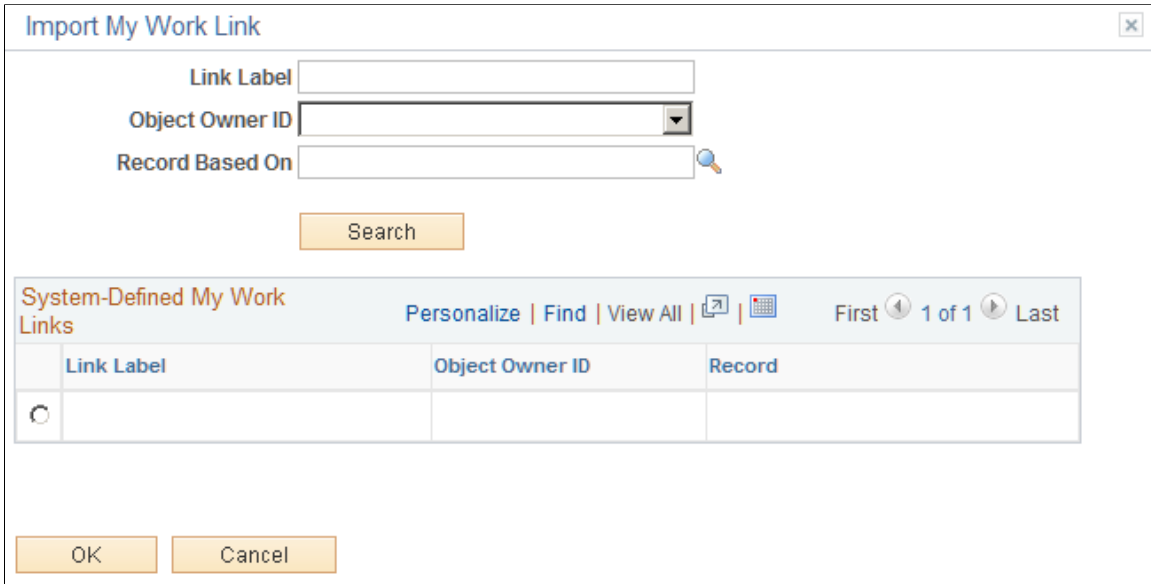 Import My Work Link
Link Label
Object Owner ID
Record Based On
Search
System-Defined My Work
Links
Personalize | Find | View All | | First 1 of 1 Last
Link Label Object Owner ID Record
OK Cancel